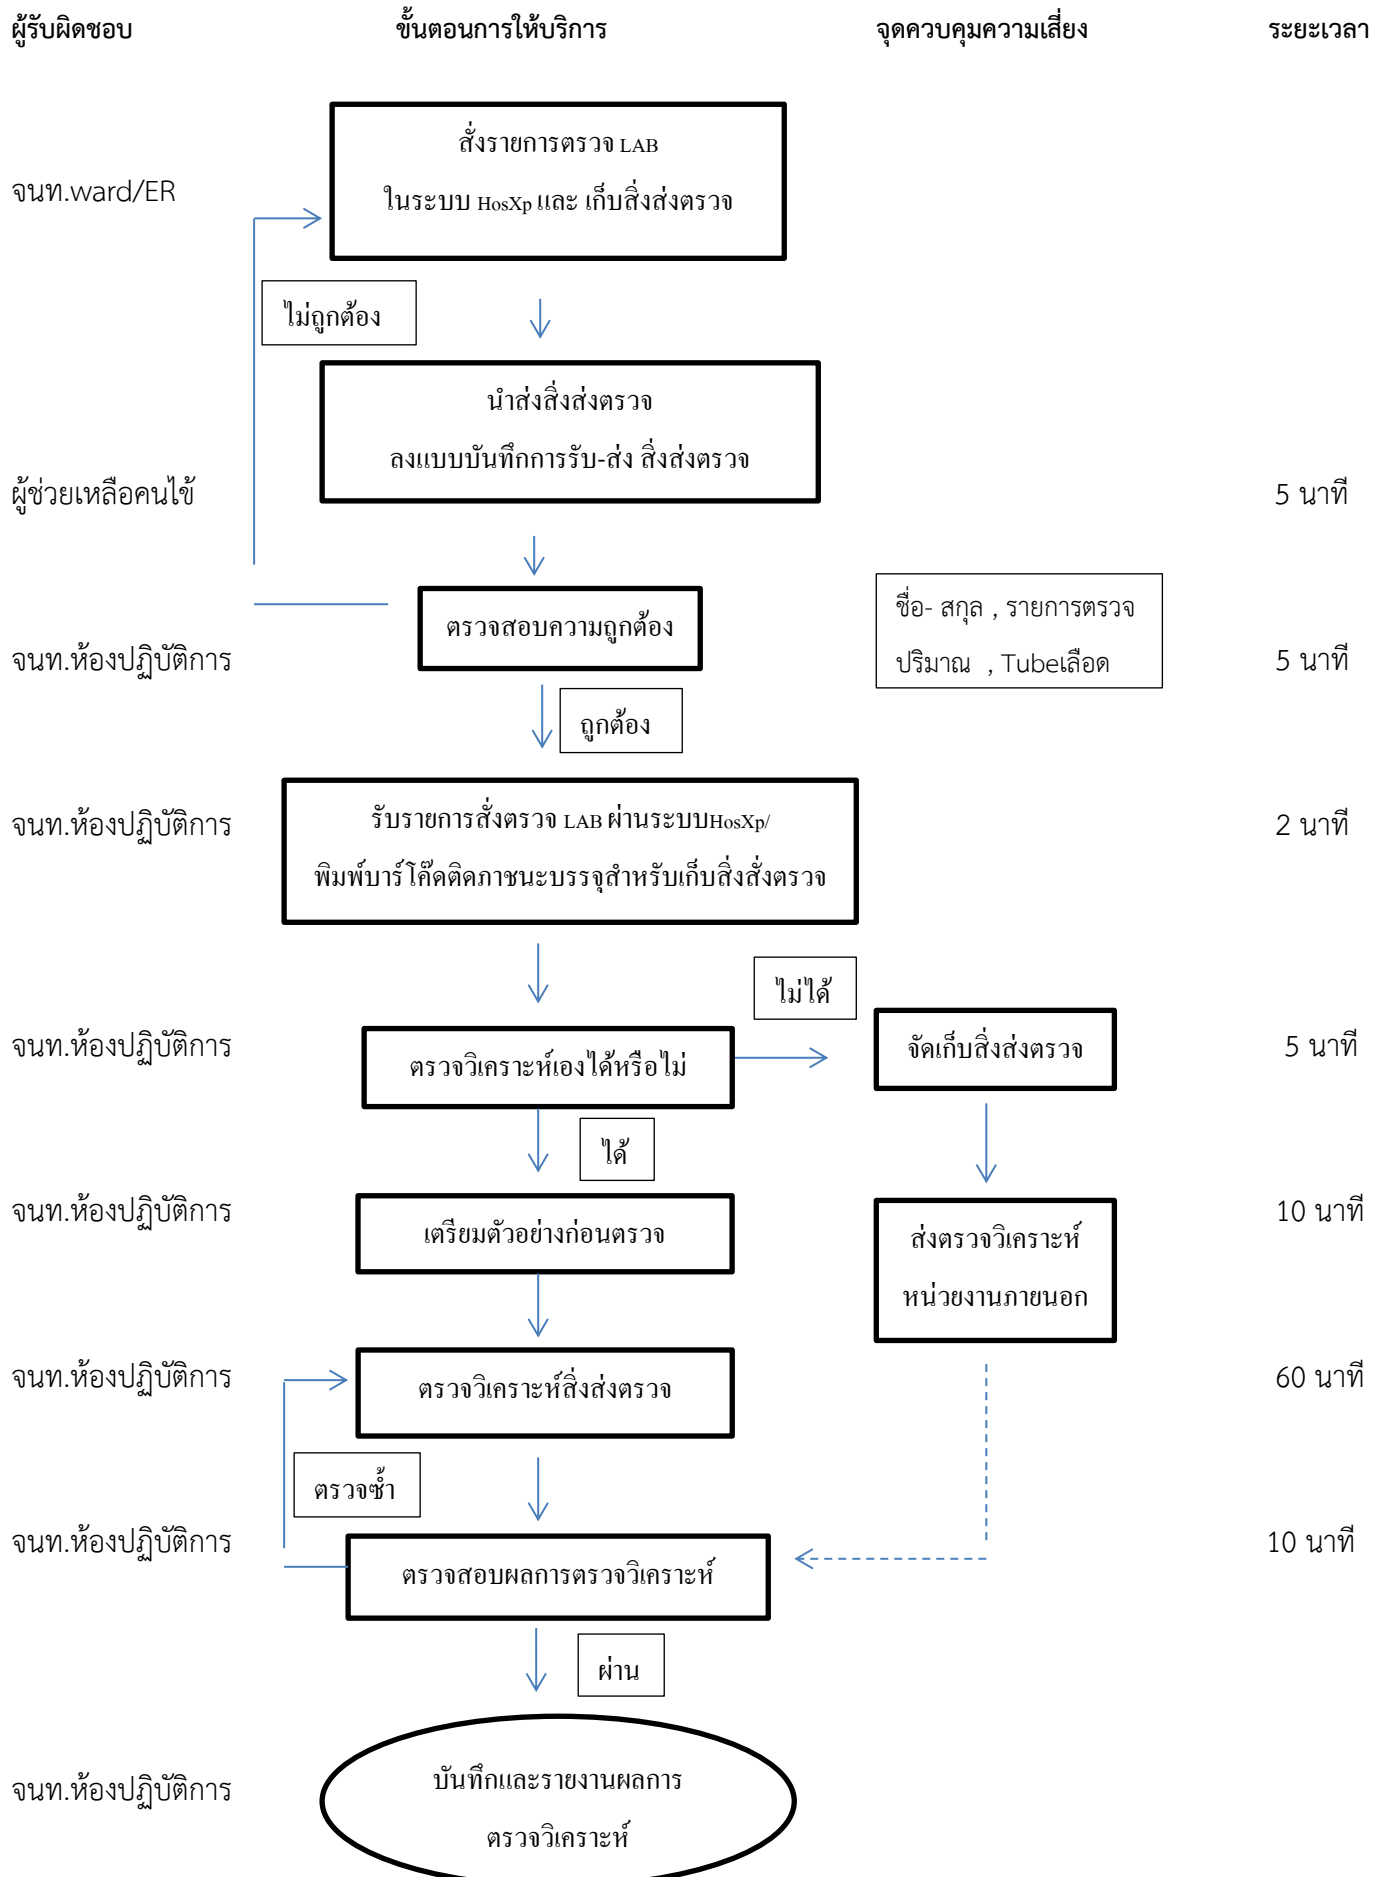 ผู้รับผิดชอบ ขั้นตอนการให้บริการ จุดควบคุมความเสี่ยง ระยะเวลา
สั่งรายการตรวจ LAB
จนท.ward/ER
ในระบบ HosXp และ เก็บสิ่งส่งตรวจ
ไม่ถูกต้อง
นำส่งสิ่งส่งตรวจ
ลงแบบบันทึกการรับ-ส่ง สิ่งส่งตรวจ
ผู้ช่วยเหลือคนไข้ 5 นาที
ตรวจสอบความถูกต้อง
ชื่อ- สกุล , รายการตรวจ
ปริมาณ , Tubeเลือด
จนท.ห้องปฏิบัติการ 5 นาที
ถูกต้อง
จนท.ห้องปฏิบัติการ 2 นาที
รับรายการสั่งตรวจ LAB ผ่านระบบHosXp/
พิมพ์บาร์โค๊ดติดภาชนะบรรจุสำหรับเก็บสิ่งสั่งตรวจ
ไม่ได้
จนท.ห้องปฏิบัติการ จัดเก็บสิ่งส่งตรวจ 5 นาที
ตรวจวิเคราะห์เองได้หรือไม่
ได้
จนท.ห้องปฏิบัติการ 10 นาที
เตรียมตัวอย่างก่อนตรวจ
ส่งตรวจวิเคราะห์
หน่วยงานภายนอก
จนท.ห้องปฏิบัติการ 60 นาที
ตรวจวิเคราะห์สิ่งส่งตรวจ
ตรวจซ้ำ
จนท.ห้องปฏิบัติการ 10 นาที
ตรวจสอบผลการตรวจวิเคราะห์
ผ่าน
จนท.ห้องปฏิบัติการ
บันทึกและรายงานผลการ
ตรวจวิเคราะห์